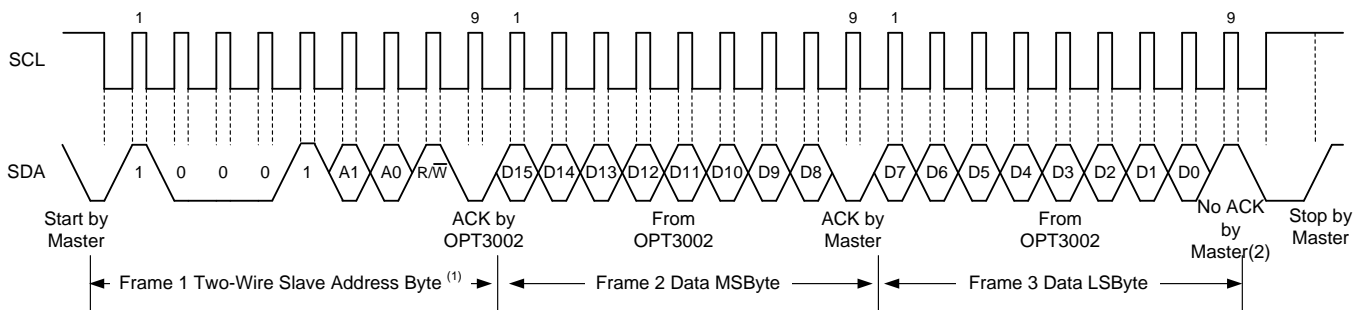 1 9 1 9 1 9
SCL
SDA
1 0 0 0 1 A1 A0 R/W̅ D15 D14 D13 D12 D11 D10 D9 D8 D7 D6 D5 D4 D3 D2 D1 D0
Start by
Master
ACK by
OPT3002
From
OPT3002
ACK by
Master
From
OPT3002
No ACK
by
Master(2)
Stop by
Master
Frame 1 Two-Wire Slave Address Byte (1)
Frame 2 Data MSByte
Frame 3 Data LSByte